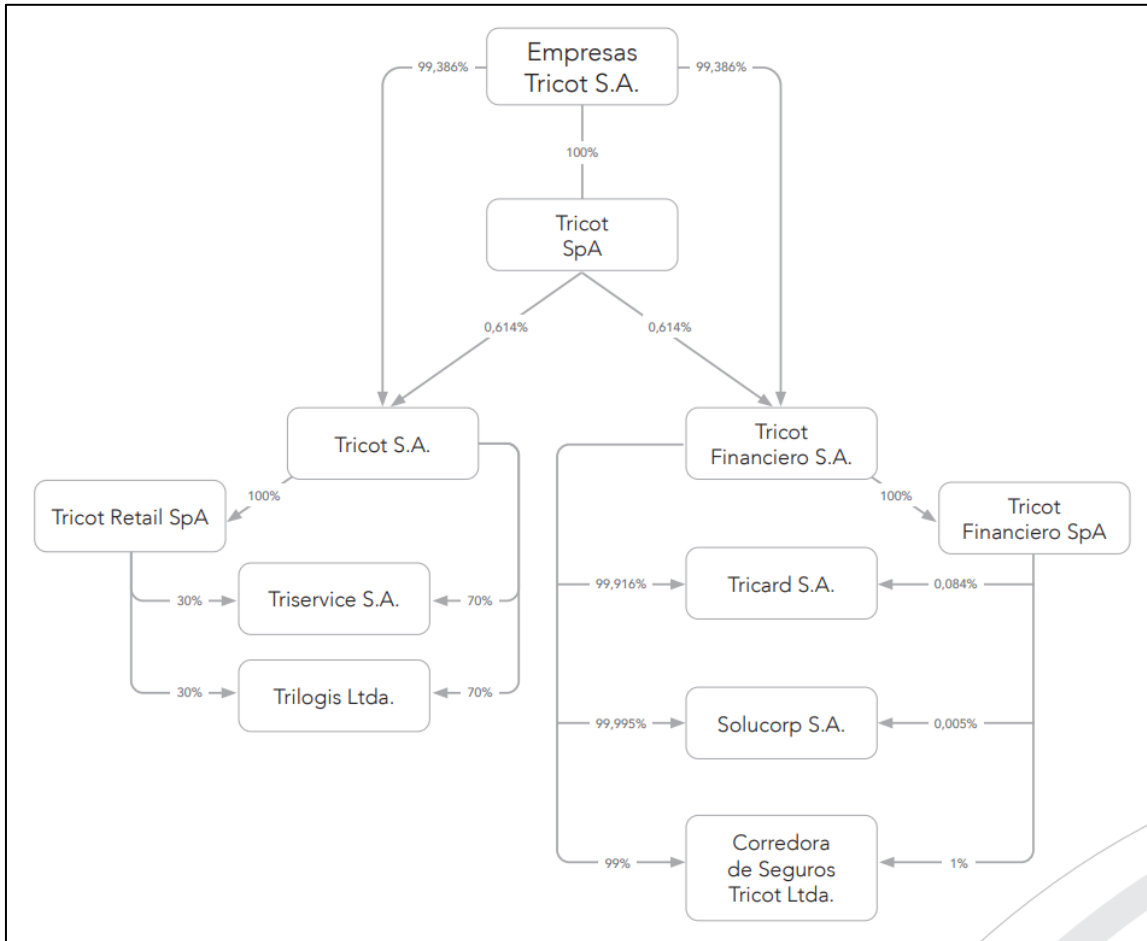 Empresas
Tricot S.A.
99,386%
99,386%
100%
Tricot
SpA
0,614%
0,614%
Tricot S.A.
Tricot
Financiero S.A.
100%
100%
Tricot Retail SpA
Tricot
Financiero SpA
30%
Triservice S.A.
70%
99,916%
Tricard S.A.
0,084%
30%
Trilogis Ltda.
70%
99,995%
Solucorp S.A.
0,005%
99%
Corredora
de Seguros
Tricot Ltda.
1%